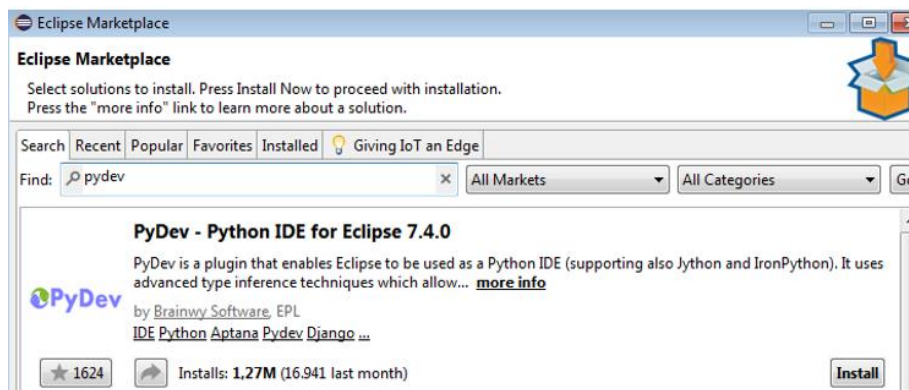 Eclipse Marketplace
Eclipse Marketplace
Select solutions to install. Press Install Now to proceed with installation.
Press the "more info" link to learn more about a solution.
Search Recent Popular Favorites Installed Giving IoT an Edge
Find: pydev All Markets All Categories
PyDev - Python IDE for Eclipse 7.4.0
PyDev is a plugin that enables Eclipse to be used as a Python IDE (supporting also Jython and IronPython). It uses
advanced type inference techniques which allow... more info
PyDev
by Brainwy Software, EPL
IDE Python Aptana Pydev Django ...
1624 Installs: 1,27M (16.941 last month) Install